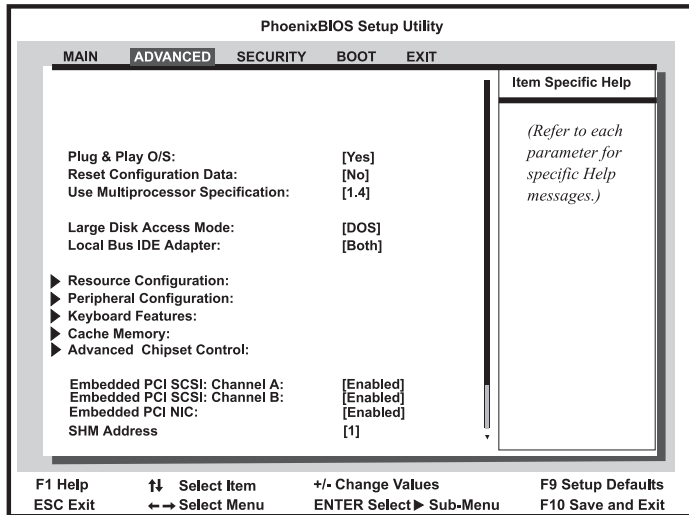 PhoenixBIOS Setup Utility
MAIN ADVANCED SECURITY BOOT EXIT
Item Specific Help
(Refer to each
parameter for
specific Help
messages.)
Plug & Play O/S: [Yes]
Reset Configuration Data: [No]
Use Multiprocessor Specification: [1.4]
Large Disk Access Mode: [DOS]
Local Bus IDE Adapter: [Both]
▶ Resource Configuration:
▶ Peripheral Configuration:
▶ Keyboard Features:
▶ Cache Memory:
▶ Advanced Chipset Control:
Embedded PCI SCSI: Channel A: [Enabled]
Embedded PCI SCSI: Channel B: [Enabled]
Embedded PCI NIC: [Enabled]
SHM Address [1]
F1 Help ↑↓ Select Item +/- Change Values F9 Setup Defaults
ESC Exit ←→ Select Menu ENTER Select ▶ Sub-Menu F10 Save and Exit